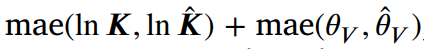 mae(ln K, ln K̂) + mae(θ_V, θ̂_V)